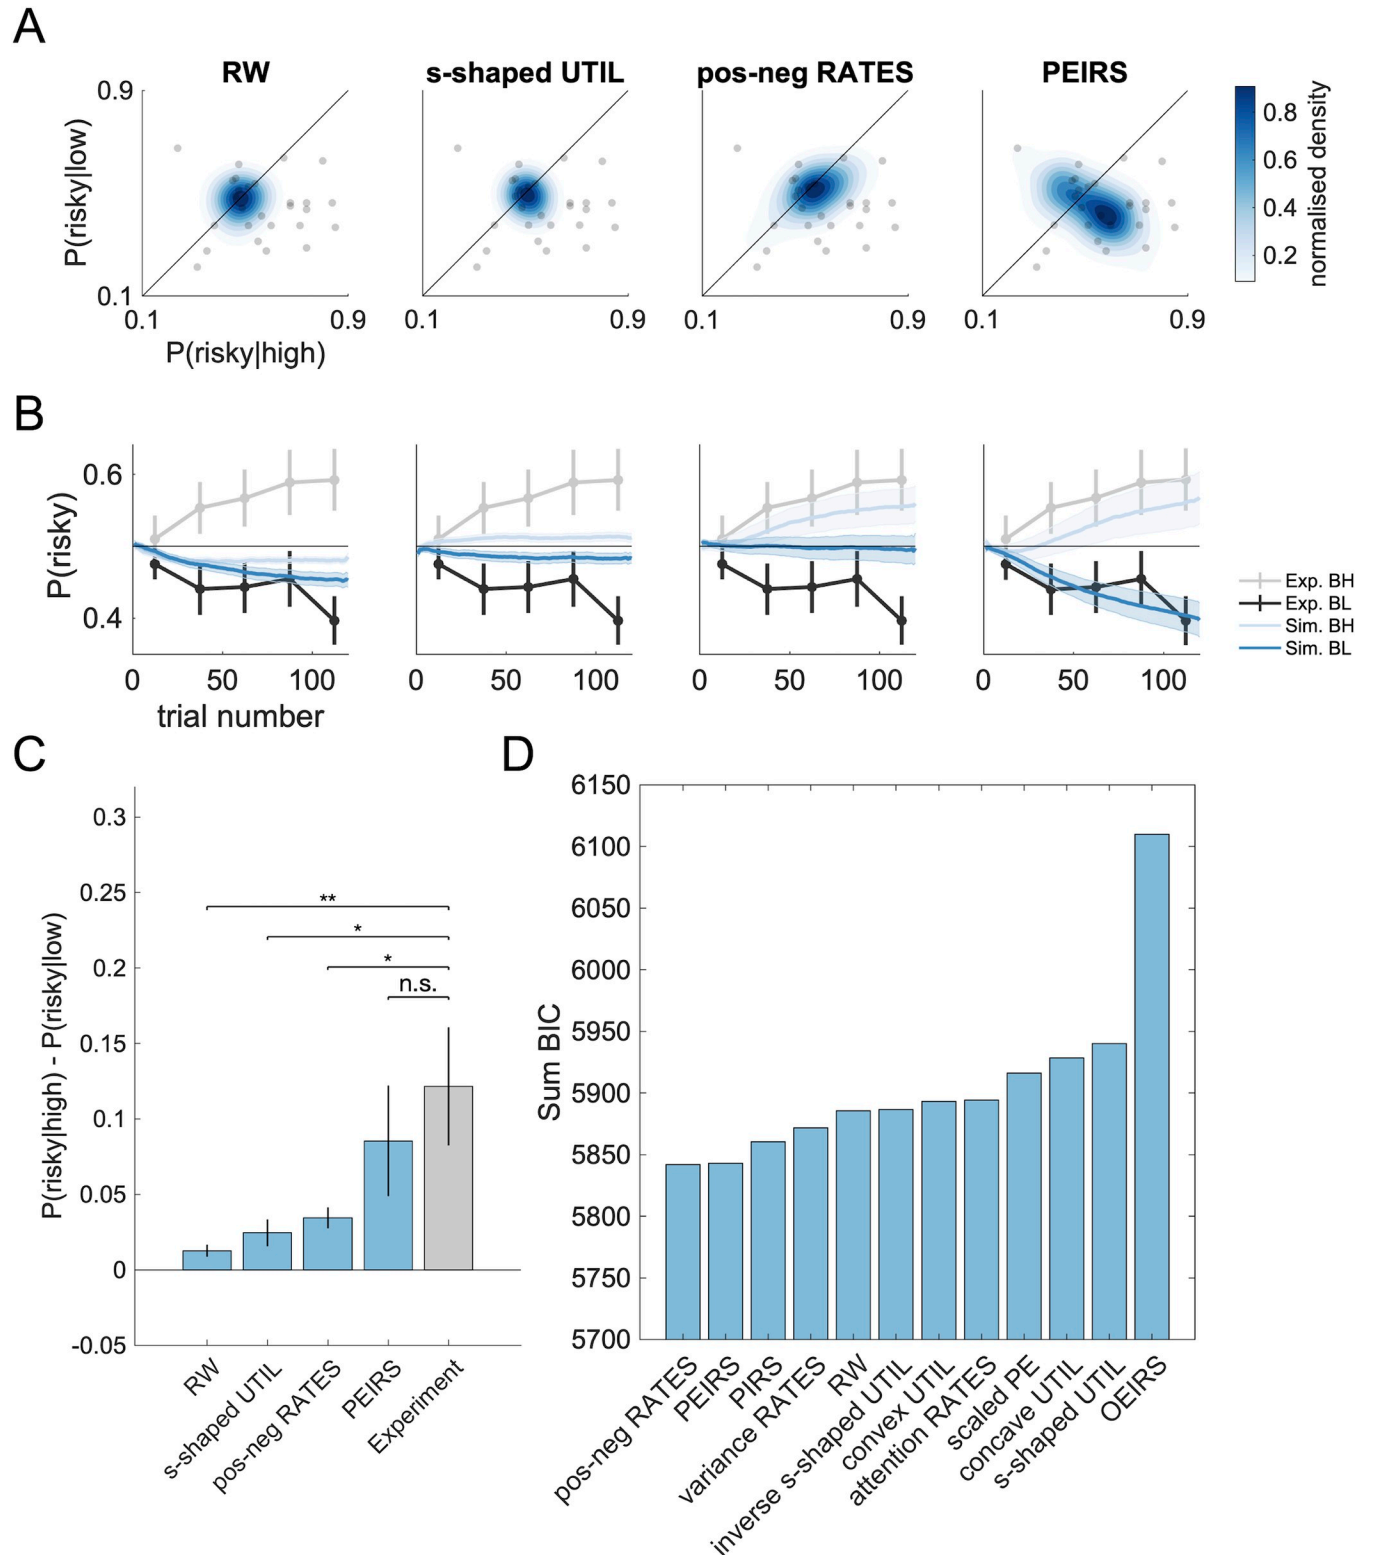 A
RW
s-shaped UTIL
pos-neg RATES
PEIRS
0.9
P(risky|low)
0.1
0.1
0.9
0.1
0.9
0.1
0.9
0.1
0.9
P(risky|high)
0.8
0.6
0.4
0.2
normalised density
B
0.6
P(risky)
0.4
0
50
100
0
50
100
0
50
100
0
50
100
trial number
Exp. BH
Exp. BL
Sim. BH
Sim. BL
C
0.3
0.25
0.2
0.15
0.1
0.05
0
-0.05
P(risky|high) - P(risky|low)
**
*
*
n.s.
RW
s-shaped UTIL
pos-neg RATES
PEIRS
Experiment
D
6150
6100
6050
6000
5950
5900
5850
5800
5750
5700
Sum BIC
pos-neg RATES
PEIRS
PIRS
variance RATES
RW
inverse s-shaped UTIL
convex UTIL
attention RATES
scaled PE
concave UTIL
s-shaped UTIL
OEIRS